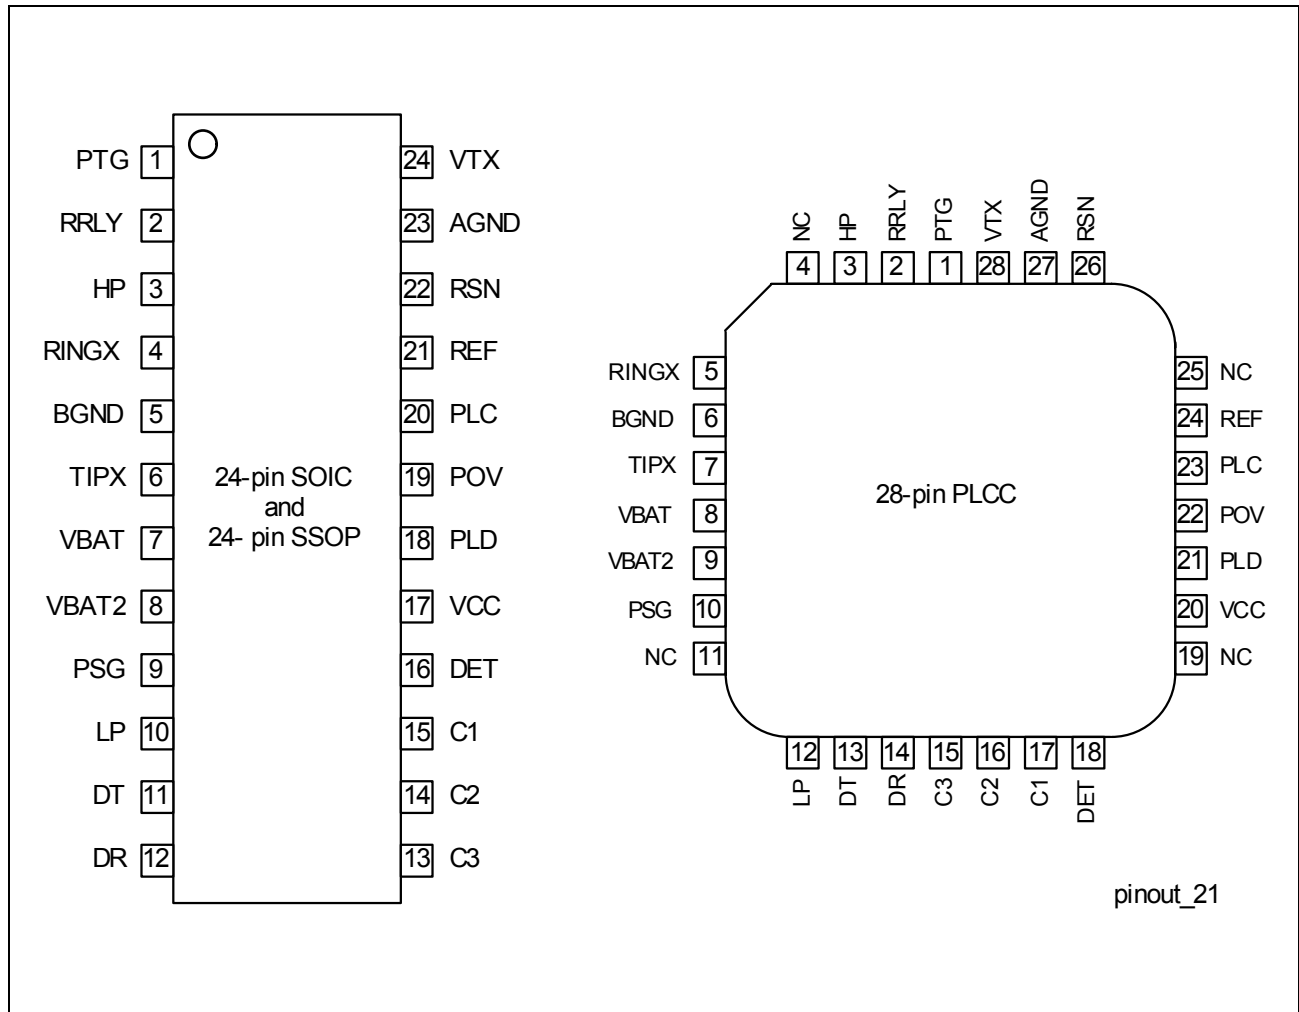 PTG 1
24 VTX
RRLY 2
23 AGND
HP 3
22 RSN
RINGX 4
21 REF
BGND 5
20 PLC
TIPX 6
19 POV
VBAT 7
18 PLD
VBAT2 8
17 VCC
PSG 9
16 DET
LP 10
15 C1
DT 11
14 C2
DR 12
13 C3
24-pin SOIC
and
24- pin SSOP
NC 4
HP 3
RRLY 2
PTG 1
VTX 28
AGND 27
RSN 26
RINGX 5
BGND 6
TIPX 7
VBAT 8
VBAT2 9
PSG 10
NC 11
28-pin PLCC
25 NC
24 REF
23 PLC
22 POV
21 PLD
20 VCC
19 NC
12 LP
13 DT
14 DR
15 C3
16 C2
17 C1
18 DET
pinout_21